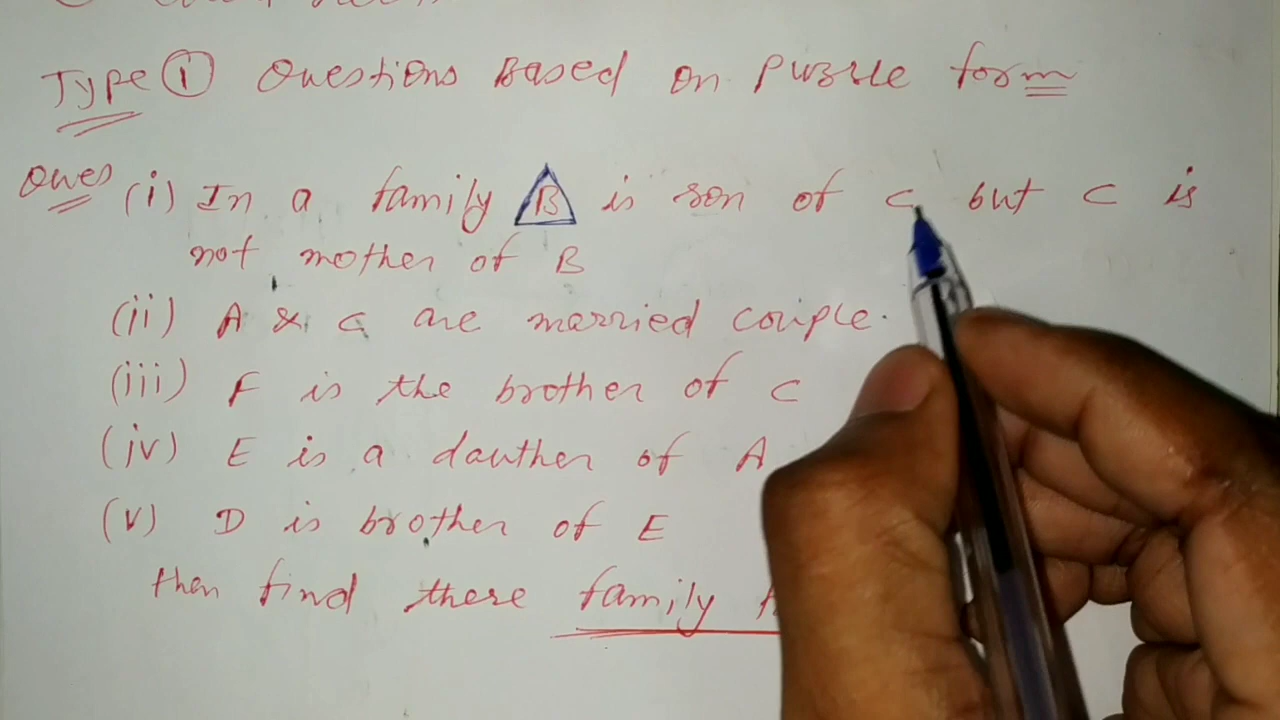 Type (i) Questions Based on Puzzle form
Ques (i) In a family B is son of C but C is
not mother of B
(ii) A & C are married couple.
(iii) F is the brother of C
(iv) E is a dauther of A
(v) D is brother of E
then find there family